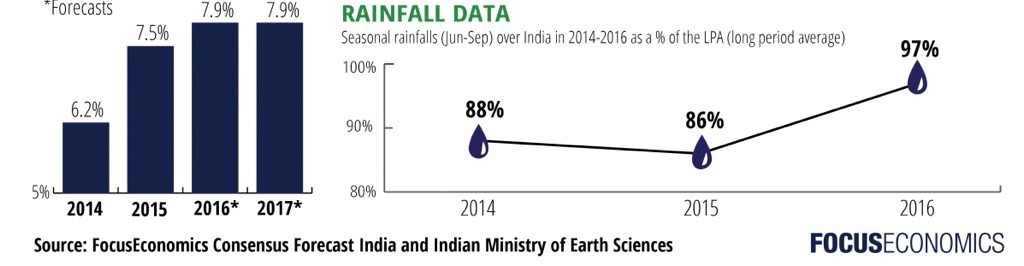 *Forecasts
7.9% 7.9%
7.5%
6.2%
5%
2014 2015 2016* 2017*
RAINFALL DATA
Seasonal rainfalls (Jun-Sep) over India in 2014-2016 as a % of the LPA (long period average)
97%
100%
88%
86%
90%
80%
2014 2015 2016
Source: FocusEconomics Consensus Forecast India and Indian Ministry of Earth Sciences
FOCUSECONOMICS